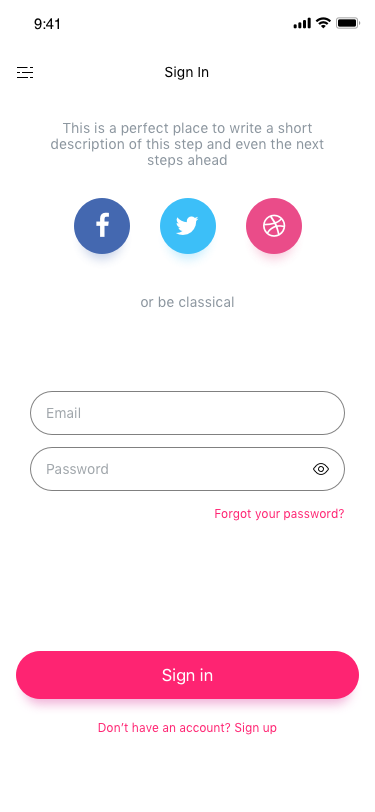 9:41
Sign In
This is a perfect place to write a short
description of this step and even the next
steps ahead
or be classical
Email
Password
Forgot your password?
Sign in
Don’t have an account? Sign up